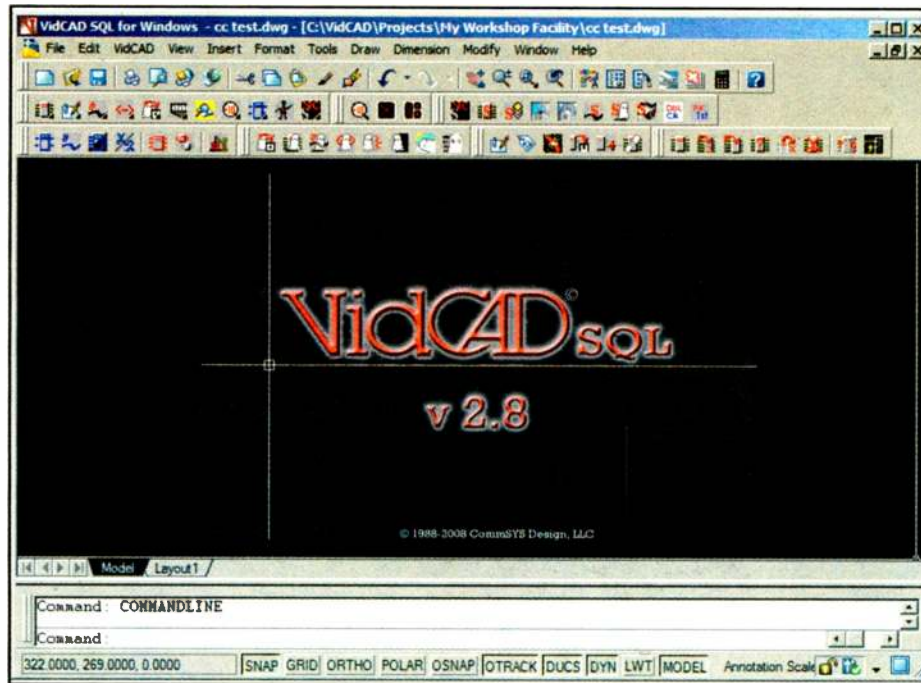 VidCAD SQL for Windows - cc test.dwg - [C:\VidCAD\Projects\My Workshop Facility\cc test.dwg]
File Edit VidCAD View Insert Format Tools Draw Dimension Modify Window Help
VidCAD© SQL
v 2.8
© 1988-2008 CommSYS Design, LLC
Model Layout1
Command: COMMANDLINE
Command:
322.0000, 269.0000, 0.0000 SNAP GRID ORTHO POLAR OSNAP OTRACK DUCS DYN LWT MODEL Annotation Scale